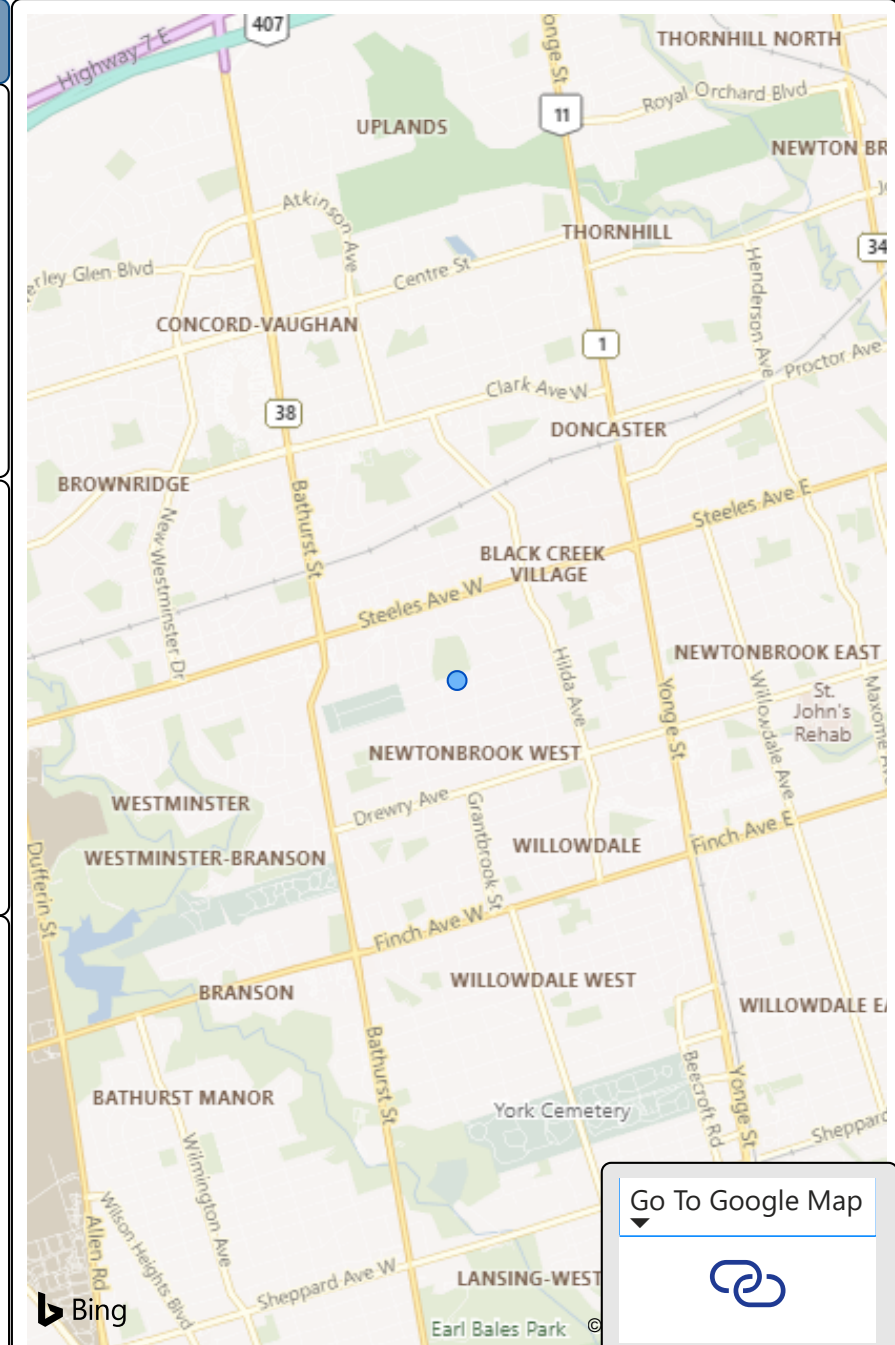 407
Highway 7 E
Yonge St
THORNHILL NORTH
11
Royal Orchard Blvd
UPLANDS
NEWTON BR
Atkinson Ave
THORNHILL
34
erley Glen Blvd
Centre St
Henderson Ave
CONCORD-VAUGHAN
1
Proctor Ave
38
Clark Ave W
DONCASTER
BROWNRIDGE
Bathurst St
New Westminster Dr
Steeles Ave E
BLACK CREEK
VILLAGE
Steeles Ave W
Hilda Ave
NEWTONBROOK EAST
Yonge St
Willowdale Ave
St.
John's
Rehab
Maxome Av
NEWTONBROOK WEST
WESTMINSTER
Drewry Ave
Grantbrook St
WILLOWDALE
Finch Ave E
WESTMINSTER-BRANSON
Dufferin St
Finch Ave W
WILLOWDALE WEST
BRANSON
WILLOWDALE EA
Bathurst St
BATHURST MANOR
York Cemetery
Beecroft Rd
Yonge St
Sheppard
Wilmington Ave
Allen Rd
Wilson Heights Blvd
Go To Google Map
Sheppard Ave W
LANSING-WEST
Bing
Earl Bales Park
©